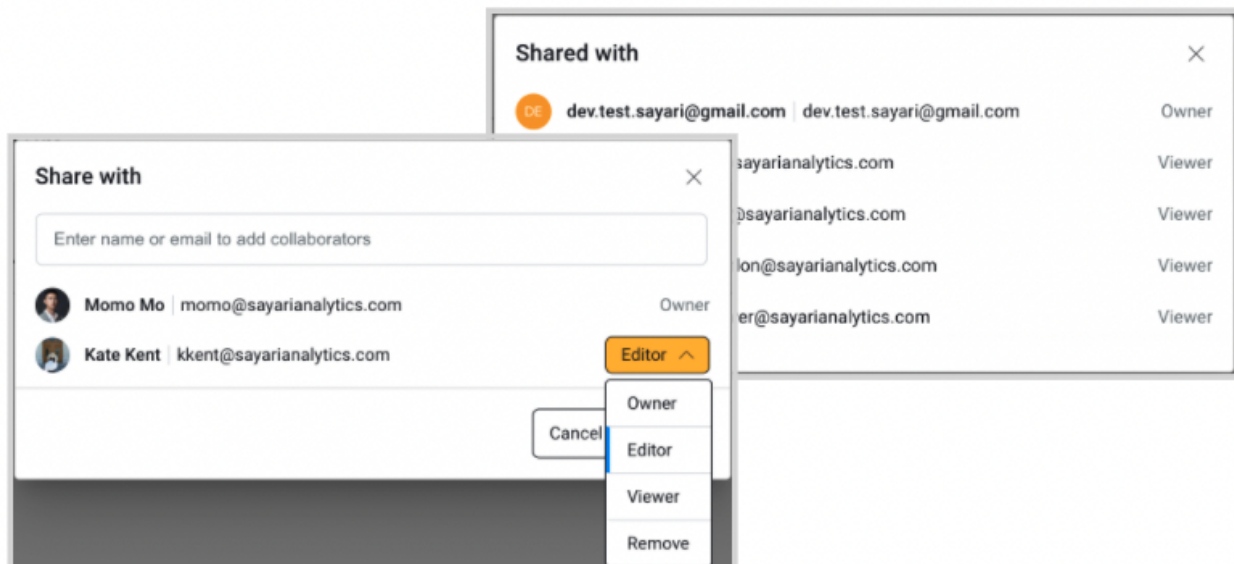 Shared with
DE dev.test.sayari@gmail.com | dev.test.sayari@gmail.com Owner
sayarianalytics.com Viewer
@sayarianalytics.com Viewer
lon@sayarianalytics.com Viewer
er@sayarianalytics.com Viewer
Share with
Enter name or email to add collaborators
Momo Mo | momo@sayarianalytics.com Owner
Kate Kent | kkent@sayarianalytics.com Editor
Owner
Cancel
Editor
Viewer
Remove